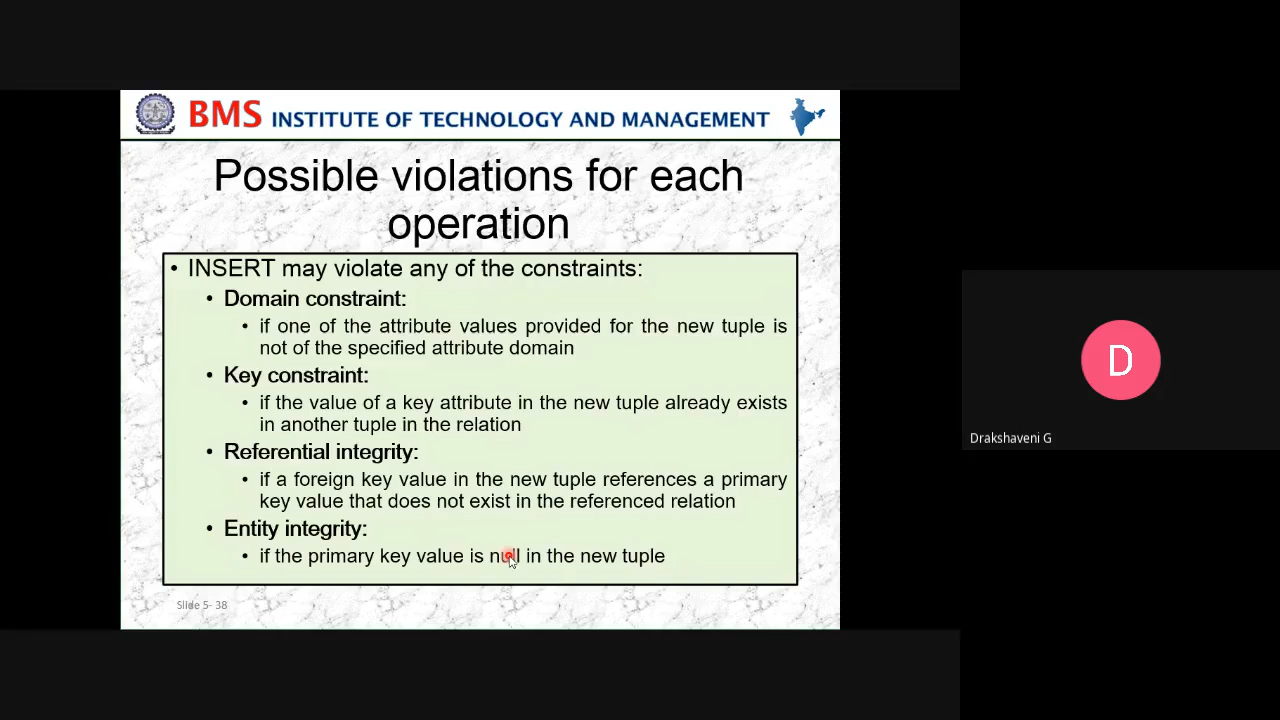 BMS INSTITUTE OF TECHNOLOGY AND MANAGEMENT
Possible violations for each
operation
• INSERT may violate any of the constraints:
• Domain constraint:
• if one of the attribute values provided for the new tuple is
not of the specified attribute domain
• Key constraint:
• if the value of a key attribute in the new tuple already exists
in another tuple in the relation
• Referential integrity:
• if a foreign key value in the new tuple references a primary
key value that does not exist in the referenced relation
• Entity integrity:
• if the primary key value is null in the new tuple
Slide 5- 38
D
Drakshaveni G